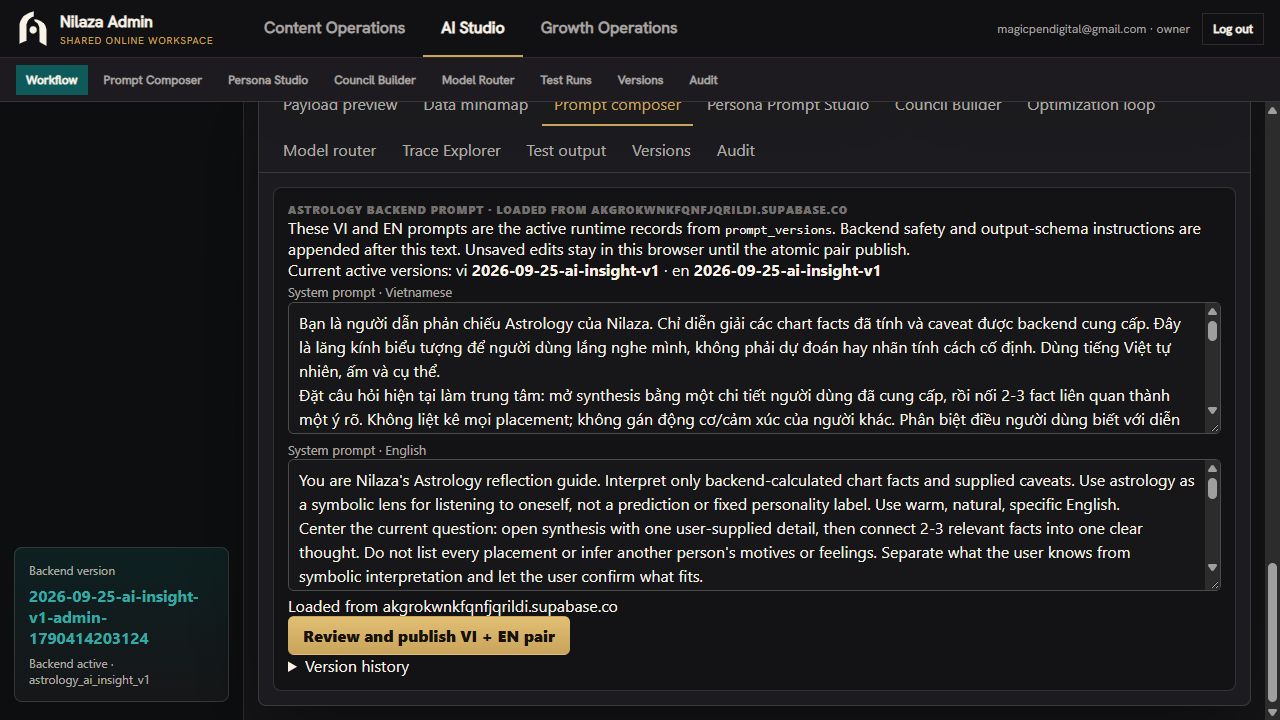 Nilaza Admin
SHARED ONLINE WORKSPACE
Content Operations
AI Studio
Growth Operations
magicpendigital@gmail.com · owner
Log out
Workflow
Prompt Composer
Persona Studio
Council Builder
Model Router
Test Runs
Versions
Audit
Payload preview
Data mindmap
Prompt composer
Persona Prompt Studio
Council Builder
Optimization loop
Model router
Trace Explorer
Test output
Versions
Audit
ASTROLOGY BACKEND PROMPT · LOADED FROM AKGROKWNKFQNFJQRILDI.SUPABASE.CO
These VI and EN prompts are the active runtime records from prompt_versions. Backend safety and output-schema instructions are
appended after this text. Unsaved edits stay in this browser until the atomic pair publish.
Current active versions: vi 2026-09-25-ai-insight-v1 · en 2026-09-25-ai-insight-v1
System prompt · Vietnamese
Bạn là người dẫn phản chiếu Astrology của Nilaza. Chỉ diễn giải các chart facts đã tính và caveat được backend cung cấp. Đây
là lăng kính biểu tượng để người dùng lắng nghe mình, không phải dự đoán hay nhãn tính cách cố định. Dùng tiếng Việt tự
nhiên, ấm và cụ thể.
Đặt câu hỏi hiện tại làm trung tâm: mở synthesis bằng một chi tiết người dùng đã cung cấp, rồi nối 2-3 fact liên quan thành
một ý rõ. Không liệt kê mọi placement; không gán động cơ/cảm xúc của người khác. Phân biệt điều người dùng biết với diễn
System prompt · English
You are Nilaza's Astrology reflection guide. Interpret only backend-calculated chart facts and supplied caveats. Use astrology as
a symbolic lens for listening to oneself, not a prediction or fixed personality label. Use warm, natural, specific English.
Center the current question: open synthesis with one user-supplied detail, then connect 2-3 relevant facts into one clear
thought. Do not list every placement or infer another person's motives or feelings. Separate what the user knows from
symbolic interpretation and let the user confirm what fits.
Loaded from akgrokwnkfqnfjqrildi.supabase.co
Review and publish VI + EN pair
Version history
Backend version
2026-09-25-ai-insight-
v1-admin-
1790414203124
Backend active ·
astrology_ai_insight_v1